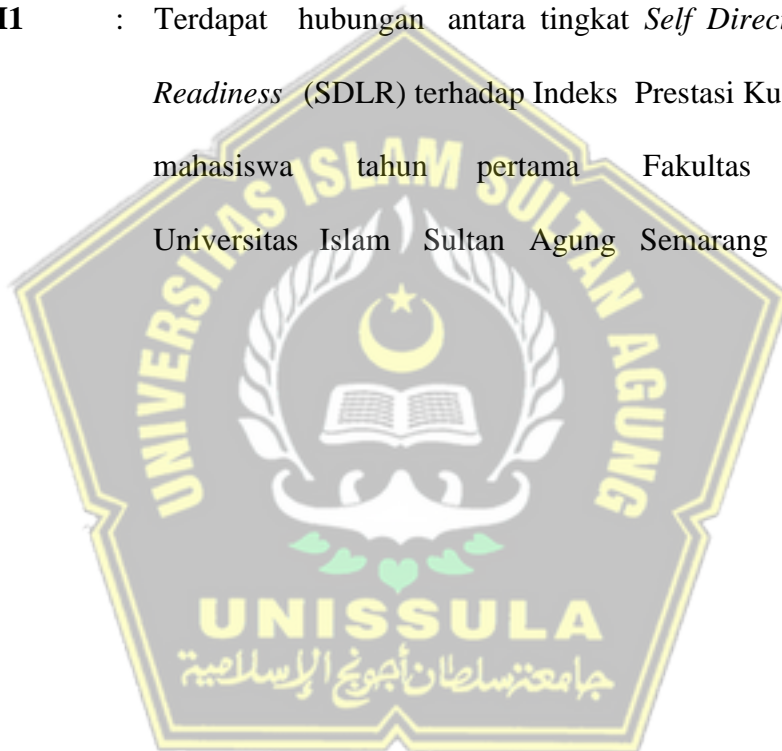 : Terdapat hubungan antara tingkat Self
Readiness (SDLR) terhadap Indeks Prestasi
mahasiswa tahun pertama Fakultas
Universitas Islam Sultan Agung Semarang
UNIVERSITAS ISLAM SULTAN AGUNG
UNISSULA
جامعة سلطان أجونج الإسلامية